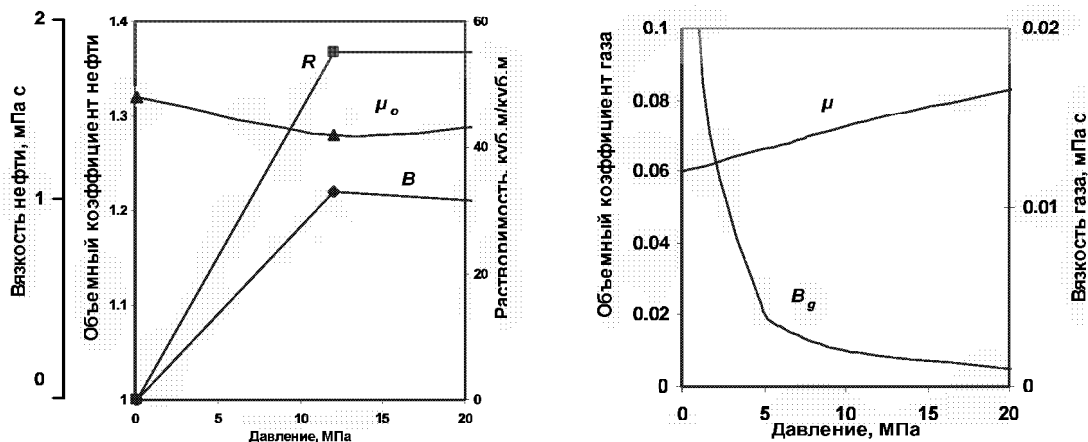 Вязкость нефти, мПа с
2
1
0
Объемный коэффициент нефти
1.4
1.3
1.2
1.1
1
R
μo
B
60
40
20
0
Растворимость, куб.м/куб.м
0 5 10 15 20
Давление, МПа
Объемный коэффициент газа
0.1
0.08
0.06
0.04
0.02
0
μ
Bg
0.02
0.01
0
Вязкость газа, мПа с
0 5 10 15 20
Давление, МПа